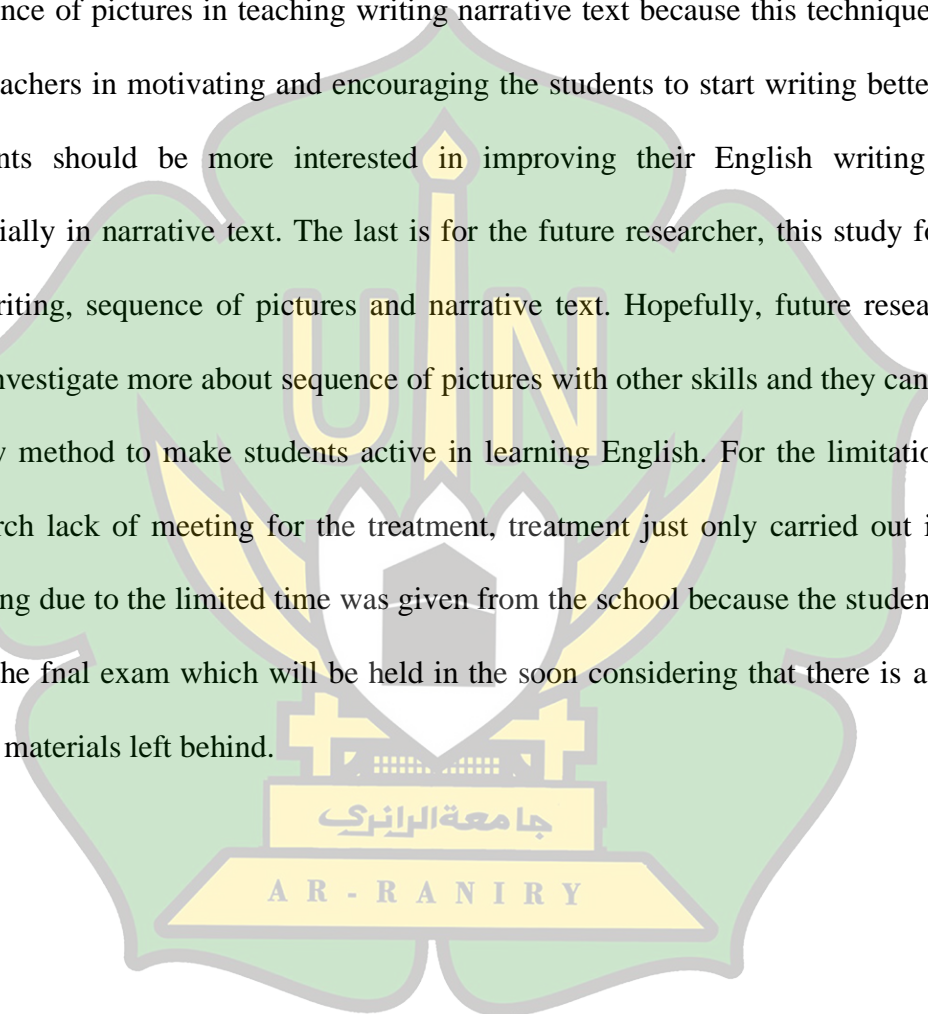 nce of pictures in teaching writing narrative text because this technique
achers in motivating and encouraging the students to start writing bette
nts should be more interested in improving their English writing
ially in narrative text. The last is for the future researcher, this study fo
riting, sequence of pictures and narrative text. Hopefully, future resea
nvestigate more about sequence of pictures with other skills and they can
method to make students active in learning English. For the limitatio
rch lack of meeting for the treatment, treatment just only carried out i
ng due to the limited time was given from the school because the studen
he fnal exam which will be held in the soon considering that there is a
materials left behind.
UIN
جامعة الرانري
AR-RANIRY